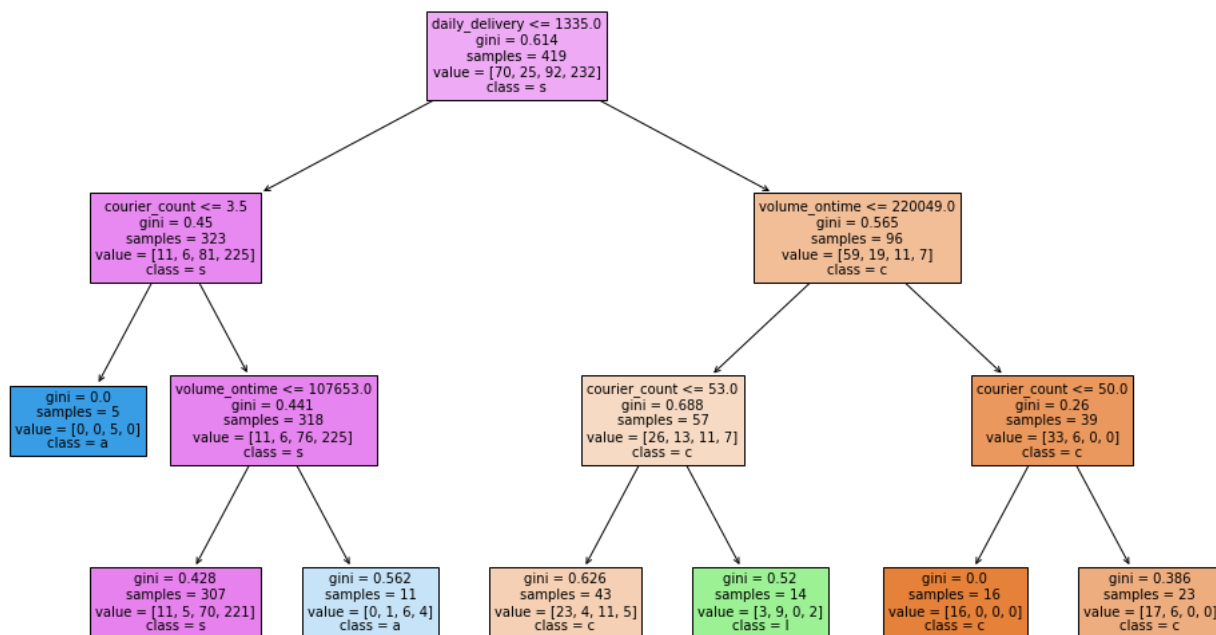 daily_delivery <= 1335.0
gini = 0.614
samples = 419
value = [70, 25, 92, 232]
class = s
courier_count <= 3.5
gini = 0.45
samples = 323
value = [11, 6, 81, 225]
class = s
volume_ontime <= 220049.0
gini = 0.565
samples = 96
value = [59, 19, 11, 7]
class = c
gini = 0.0
samples = 5
value = [0, 0, 5, 0]
class = a
volume_ontime <= 107653.0
gini = 0.441
samples = 318
value = [11, 6, 76, 225]
class = s
courier_count <= 53.0
gini = 0.688
samples = 57
value = [26, 13, 11, 7]
class = c
courier_count <= 50.0
gini = 0.26
samples = 39
value = [33, 6, 0, 0]
class = c
gini = 0.428
samples = 307
value = [11, 5, 70, 221]
class = s
gini = 0.562
samples = 11
value = [0, 1, 6, 4]
class = a
gini = 0.626
samples = 43
value = [23, 4, 11, 5]
class = c
gini = 0.52
samples = 14
value = [3, 9, 0, 2]
class = l
gini = 0.0
samples = 16
value = [16, 0, 0, 0]
class = c
gini = 0.386
samples = 23
value = [17, 6, 0, 0]
class = c